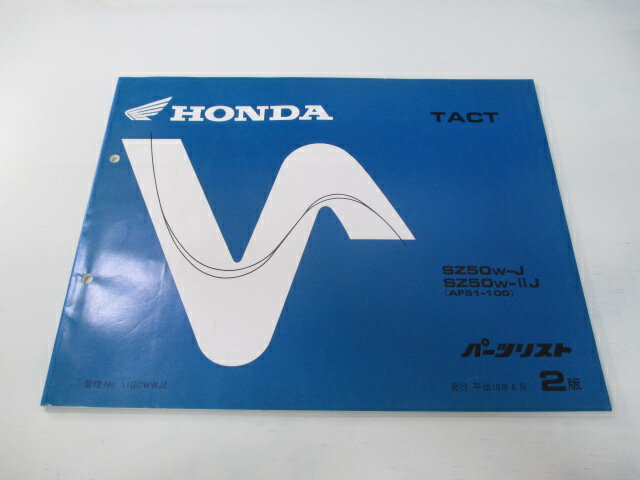 HONDA
TACT
SZ50W-J
SZ50W-IIJ
(AF51-100)
パーツリスト
管理No.
発行 平成10年6月 2版